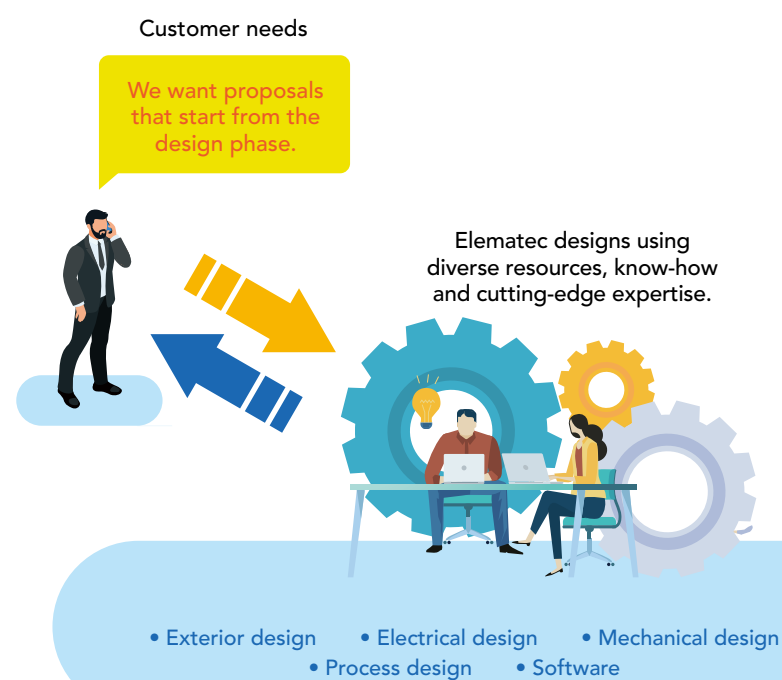 Customer needs
We want proposals
that start from the
design phase.
Elematec designs using
diverse resources, know-how
and cutting-edge expertise.
• Exterior design • Electrical design • Mechanical design
• Process design • Software